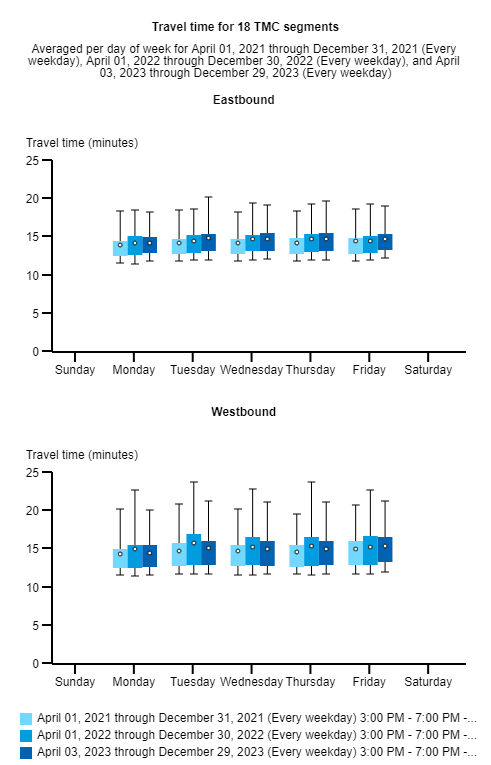 Travel time for 18 TMC segments
Averaged per day of week for April 01, 2021 through December 31, 2021 (Every
weekday), April 01, 2022 through December 30, 2022 (Every weekday), and April
03, 2023 through December 29, 2023 (Every weekday)
Eastbound
Travel time (minutes)
25
20
15
10
5
0
Sunday Monday Tuesday Wednesday Thursday Friday Saturday
Westbound
Travel time (minutes)
25
20
15
10
5
0
Sunday Monday Tuesday Wednesday Thursday Friday Saturday
April 01, 2021 through December 31, 2021 (Every weekday) 3:00 PM - 7:00 PM -...
April 01, 2022 through December 30, 2022 (Every weekday) 3:00 PM - 7:00 PM -...
April 03, 2023 through December 29, 2023 (Every weekday) 3:00 PM - 7:00 PM -...